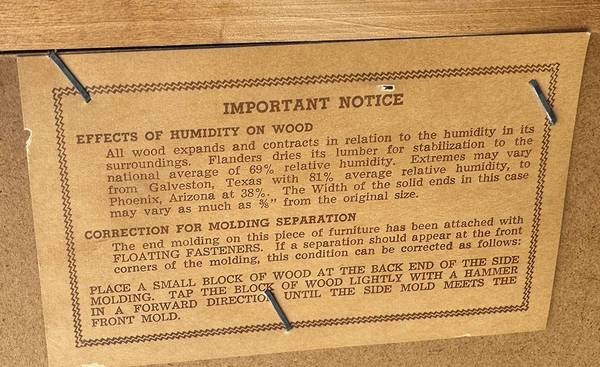 IMPORTANT NOTICE
EFFECTS OF HUMIDITY ON WOOD
All wood expands and contracts in relation to the humidity in its
surroundings. Flanders dries its lumber for stabilization to the
national average of 69% relative humidity. Extremes may vary
from Galveston, Texas with 81% average relative humidity, to
Phoenix, Arizona at 38%. The Width of the solid ends in this case
may vary as much as ⅜" from the original size.
CORRECTION FOR MOLDING SEPARATION
The end molding on this piece of furniture has been attached with
FLOATING FASTENERS. If a separation should appear at the front
corners of the molding, this condition can be corrected as follows:
PLACE A SMALL BLOCK OF WOOD AT THE BACK END OF THE SIDE
MOLDING. TAP THE BLOCK OF WOOD LIGHTLY WITH A HAMMER
IN A FORWARD DIRECTION UNTIL THE SIDE MOLD MEETS THE
FRONT MOLD.